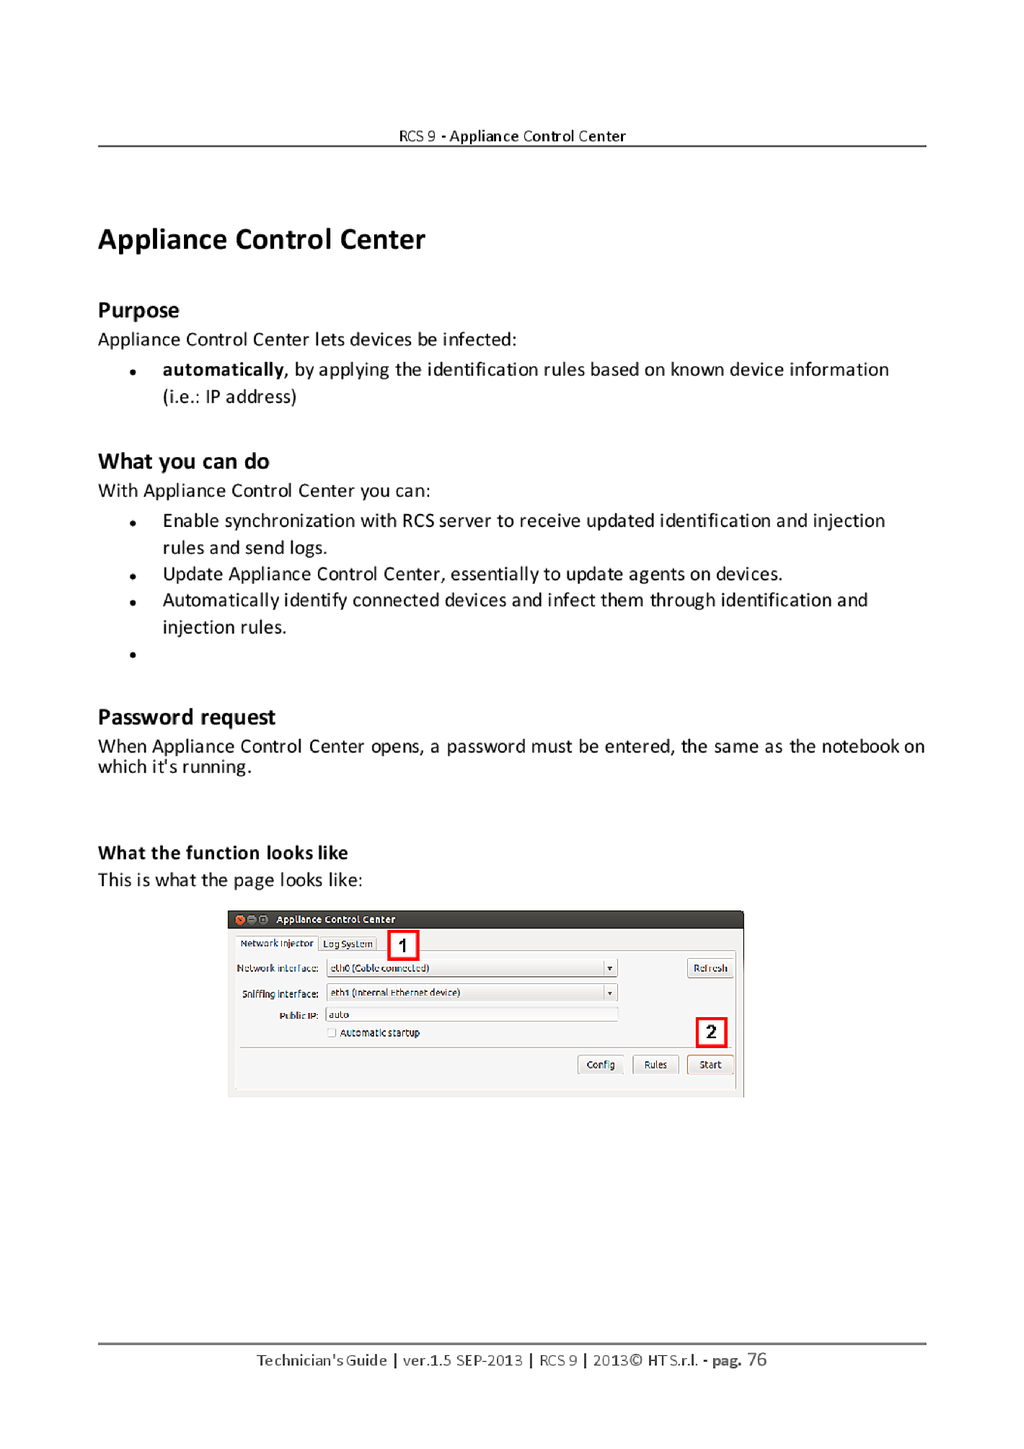 RCS 9 - Appliance Control Center
Appliance Control Center
Purpose
Appliance Control Center lets devices be infected:
• automatically, by applying the identification rules based on known device information
(i.e.: IP address)
What you can do
With Appliance Control Center you can:
• Enable synchronization with RCS server to receive updated identification and injection
rules and send logs.
• Update Appliance Control Center, essentially to update agents on devices.
• Automatically identify connected devices and infect them through identification and
injection rules.
•
Password request
When Appliance Control Center opens, a password must be entered, the same as the notebook on
which it's running.
What the function looks like
This is what the page looks like:
Appliance Control Center
Network Injector Log System 1
Network interface: eth0 (Cable connected) Refresh
Sniffing interface: eth1 (Internal Ethernet device)
Public IP: auto
Automatic startup 2
Config Rules Start
Technician's Guide | ver.1.5 SEP-2013 | RCS 9 | 2013© HT S.r.l. - pag. 76